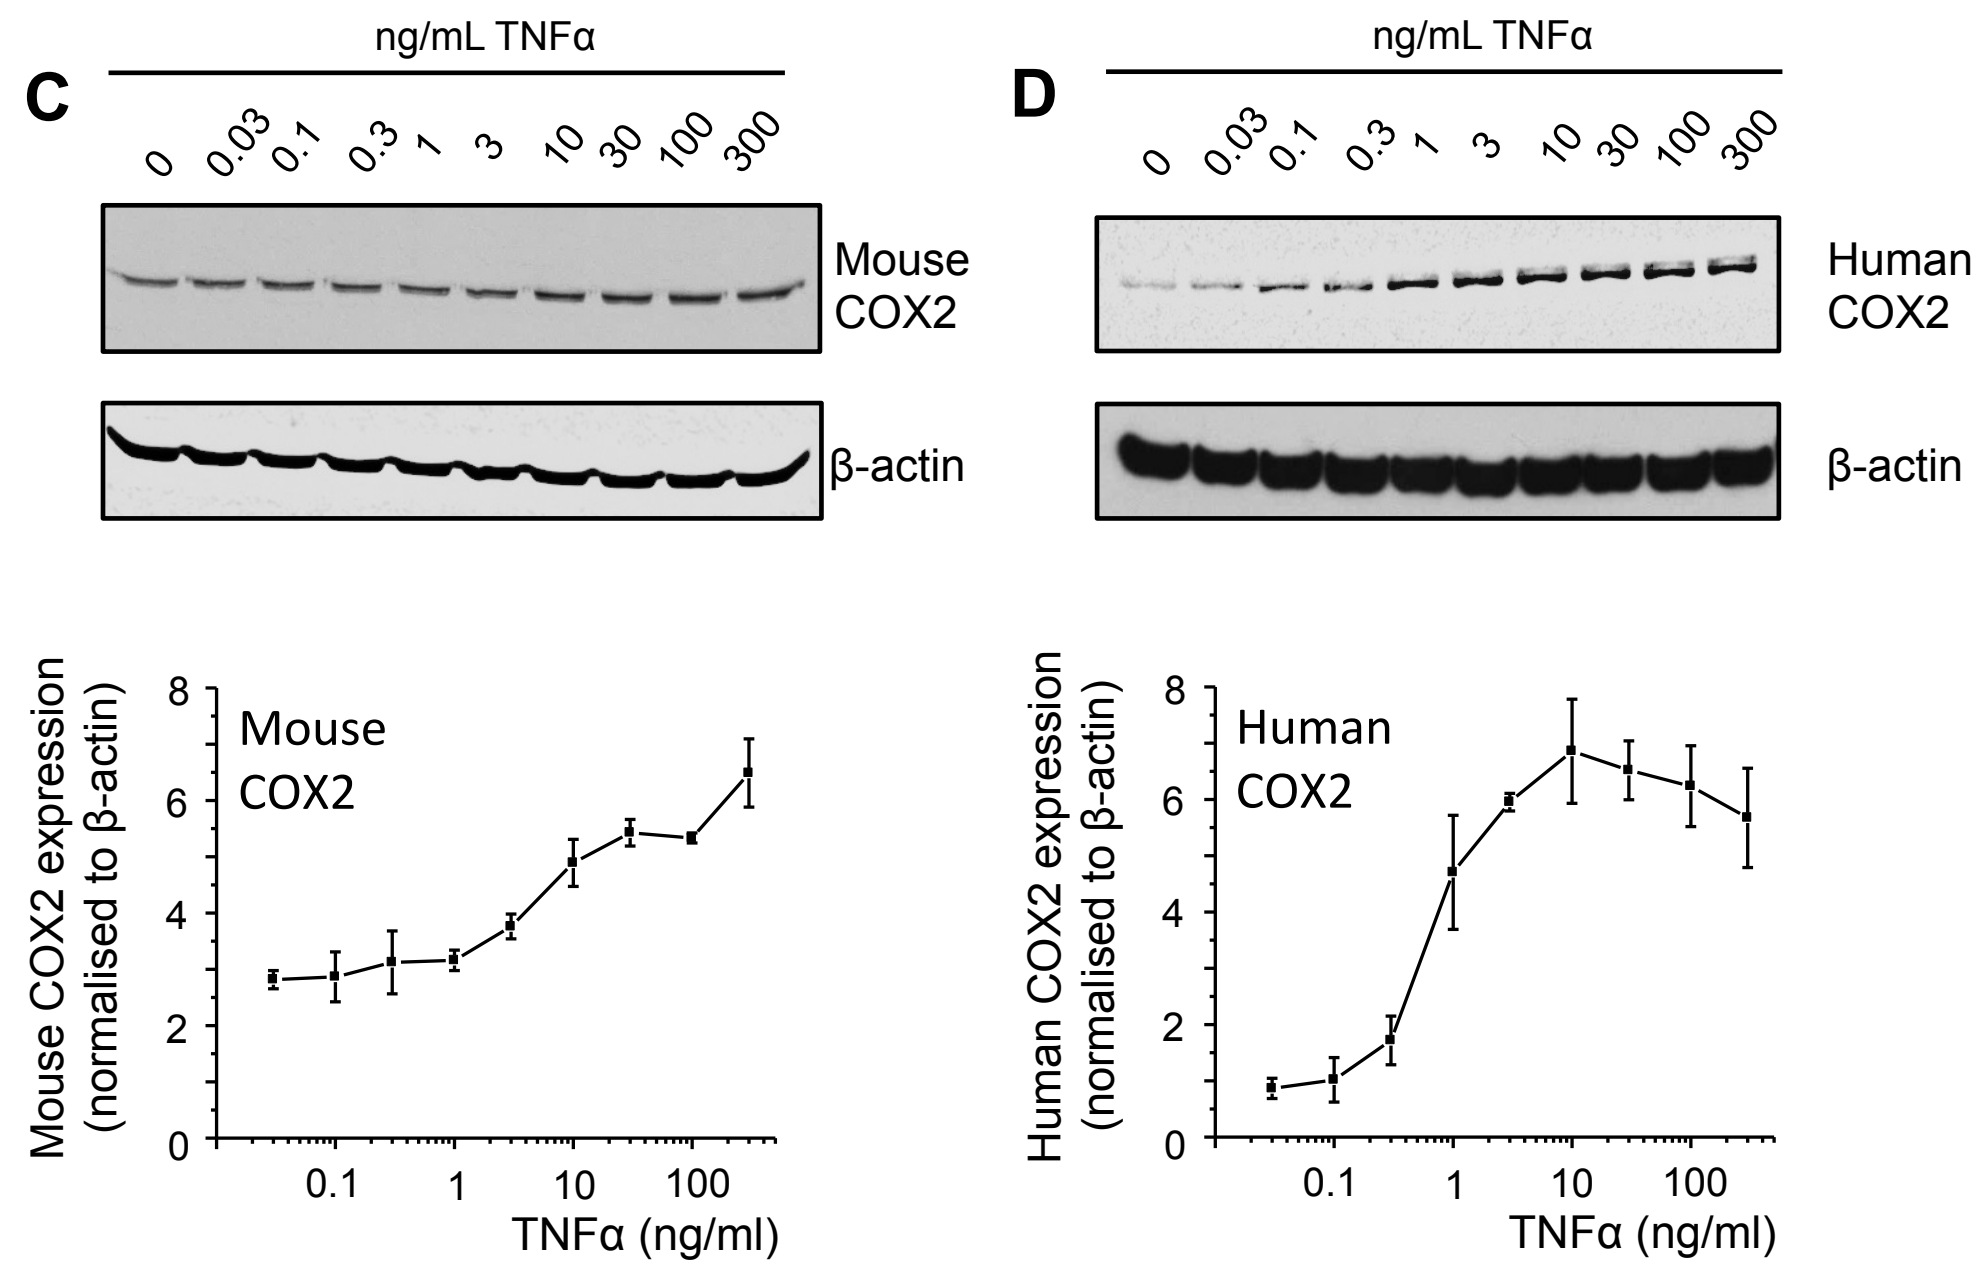 C
ng/mL TNFα
0 0.03 0.1 0.3 1 3 10 30 100 300
Mouse
COX2
β-actin
Mouse COX2 expression
(normalised to β-actin)
8
6
4
2
0
Mouse
COX2
0.1 1 10 100
TNFα (ng/ml)
D
ng/mL TNFα
0 0.03 0.1 0.3 1 3 10 30 100 300
Human
COX2
β-actin
Human COX2 expression
(normalised to β-actin)
8
6
4
2
0
Human
COX2
0.1 1 10 100
TNFα (ng/ml)